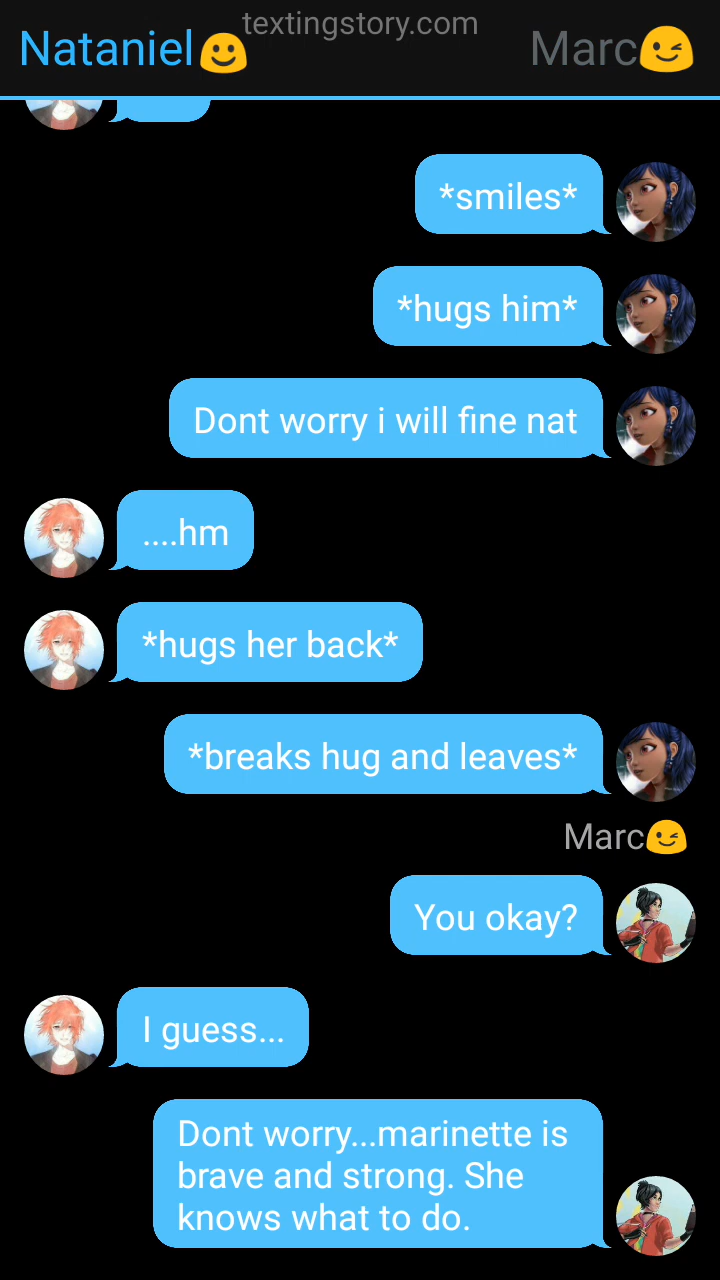 textingstory.com
Nataniel🙂
Marc😉
*smiles*
*hugs him*
Dont worry i will fine nat
....hm
*hugs her back*
*breaks hug and leaves*
Marc😉
You okay?
I guess...
Dont worry...marinette is
brave and strong. She
knows what to do.